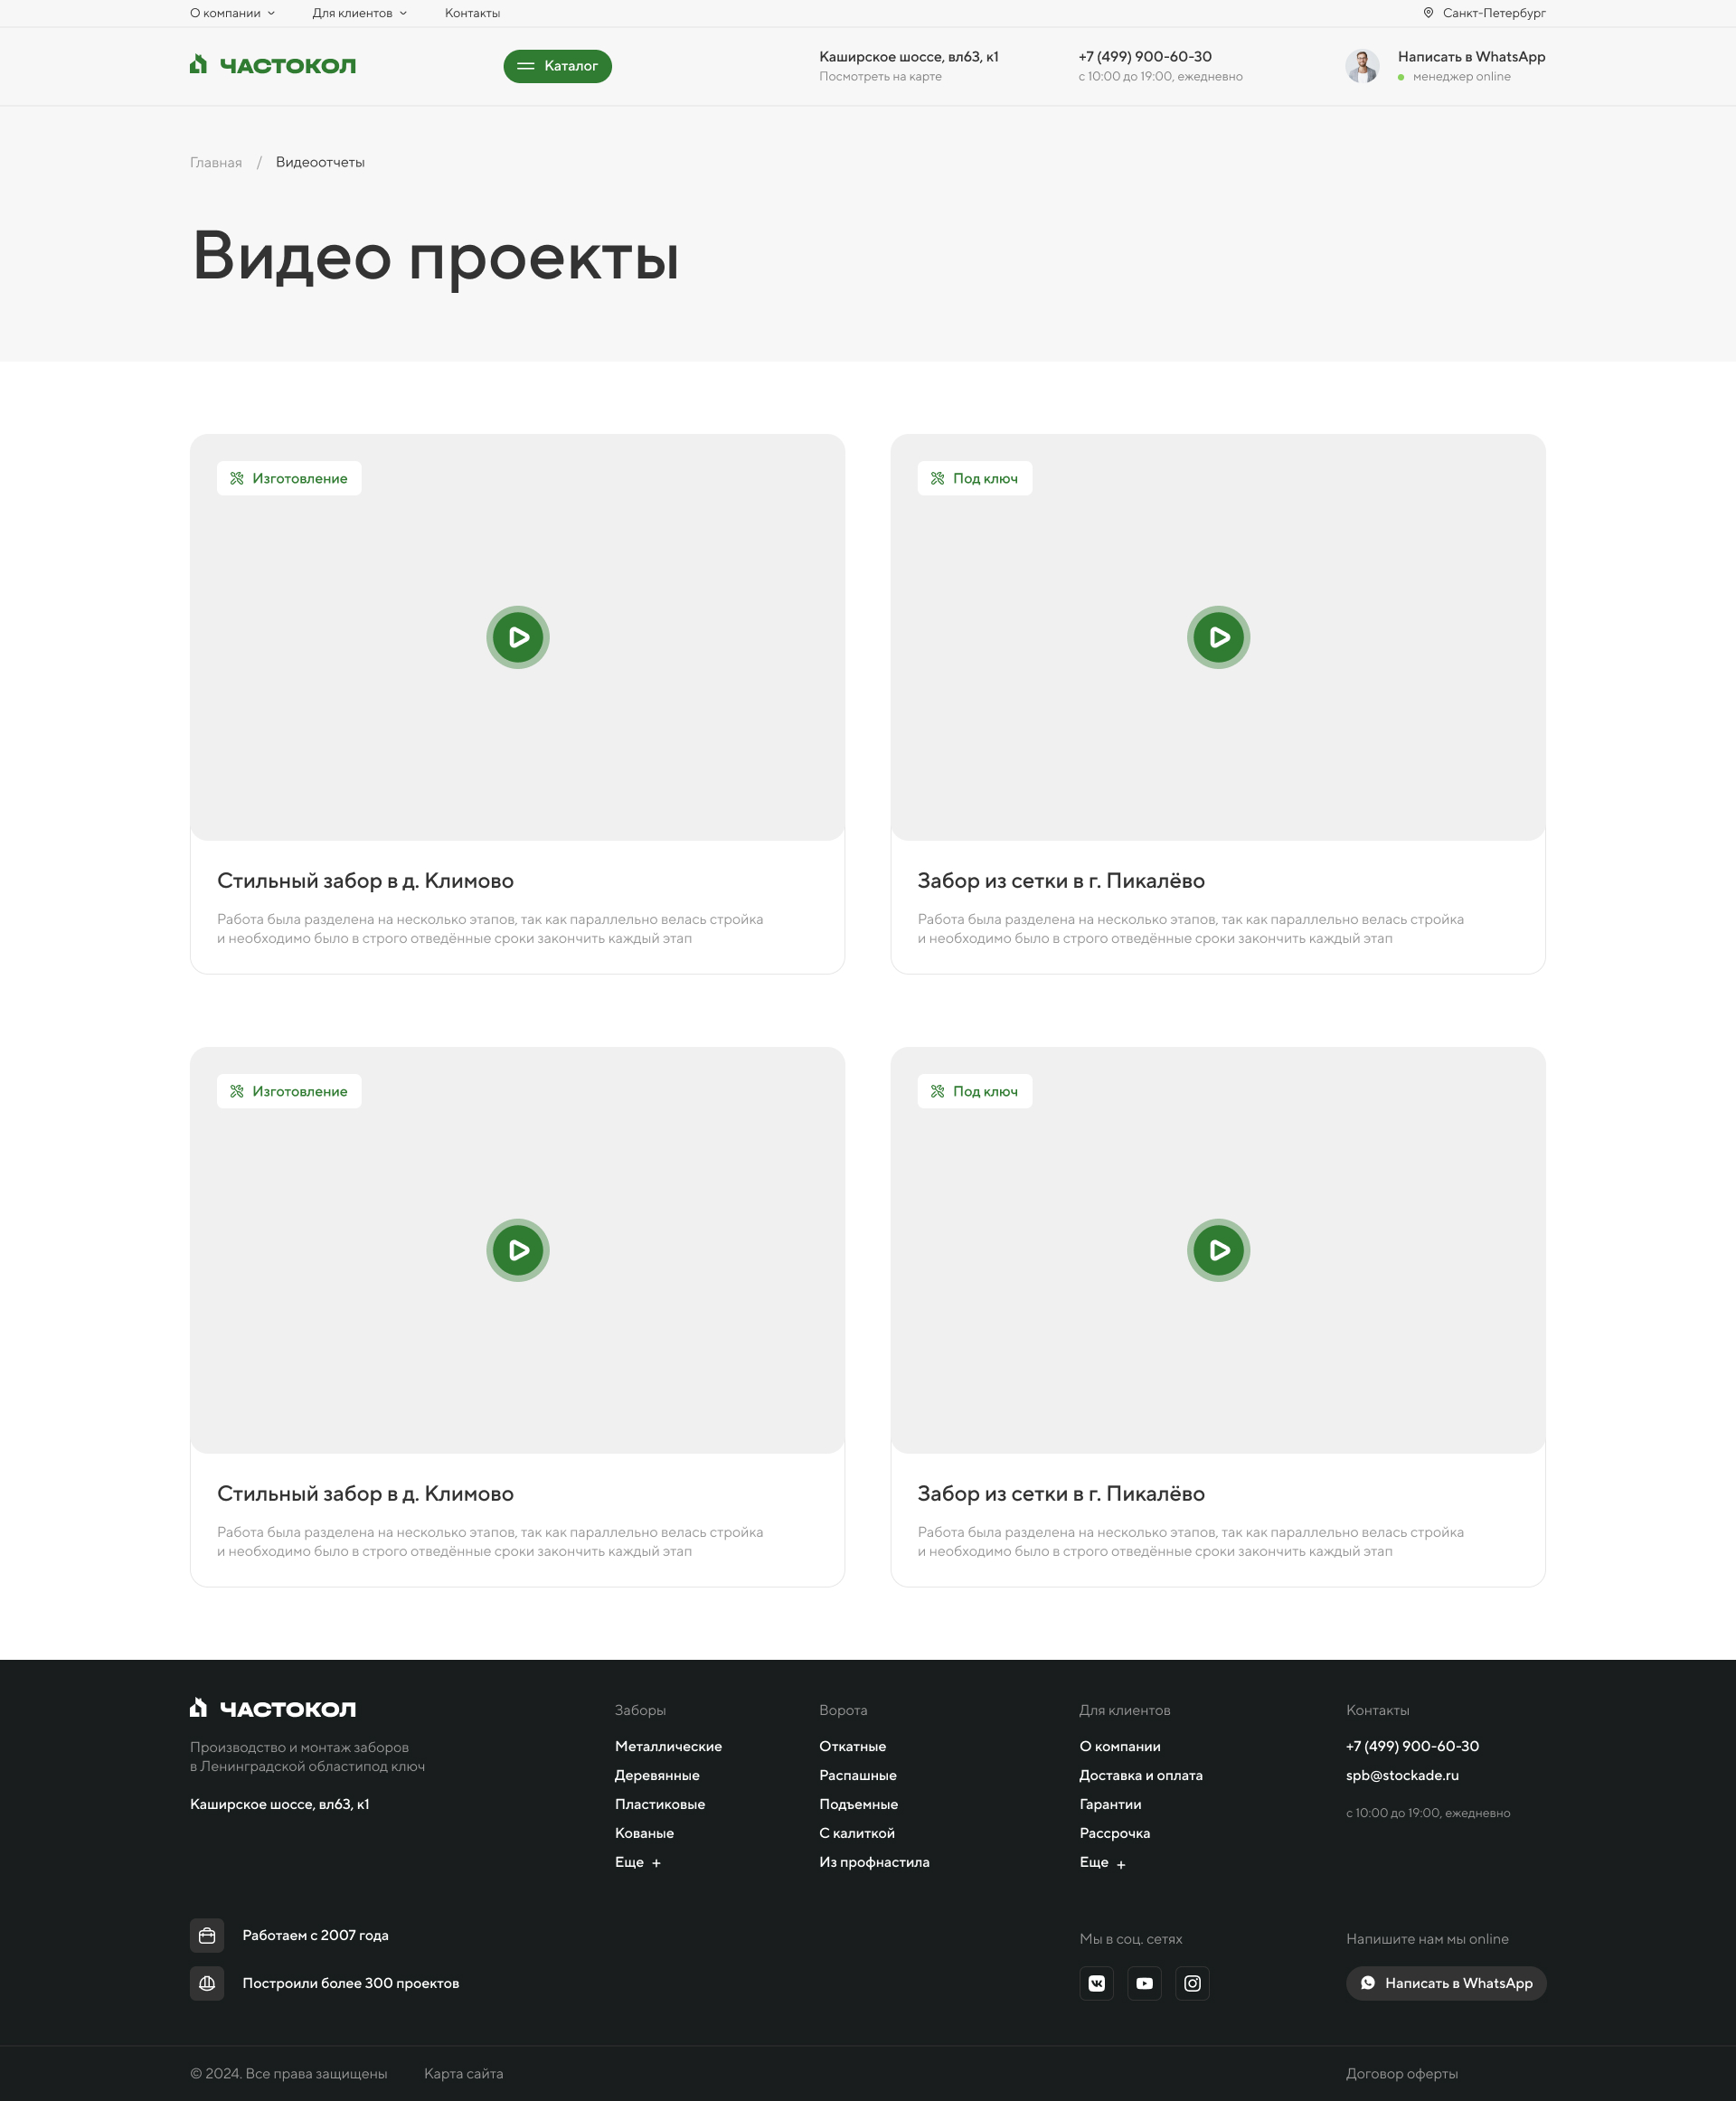 О компании
Для клиентов
Контакты
Санкт-Петербург
ЧАСТОКОЛ
Каталог
Каширское шоссе, вл63, к1
Посмотреть на карте
+7 (499) 900-60-30
с 10:00 до 19:00, ежедневно
Написать в WhatsApp
менеджер online
Главная / Видеоотчеты
Видео проекты
Изготовление
Стильный забор в д. Климово
Работа была разделена на несколько этапов, так как параллельно велась стройка
и необходимо было в строго отведённые сроки закончить каждый этап
Под ключ
Забор из сетки в г. Пикалёво
Работа была разделена на несколько этапов, так как параллельно велась стройка
и необходимо было в строго отведённые сроки закончить каждый этап
Изготовление
Стильный забор в д. Климово
Работа была разделена на несколько этапов, так как параллельно велась стройка
и необходимо было в строго отведённые сроки закончить каждый этап
Под ключ
Забор из сетки в г. Пикалёво
Работа была разделена на несколько этапов, так как параллельно велась стройка
и необходимо было в строго отведённые сроки закончить каждый этап
ЧАСТОКОЛ
Производство и монтаж заборов
в Ленинградской областипод ключ
Каширское шоссе, вл63, к1
Заборы
Металлические
Деревянные
Пластиковые
Кованые
Еще +
Ворота
Откатные
Распашные
Подъемные
С калиткой
Из профнастила
Для клиентов
О компании
Доставка и оплата
Гарантии
Рассрочка
Еще +
Контакты
+7 (499) 900-60-30
spb@stockade.ru
с 10:00 до 19:00, ежедневно
Работаем с 2007 года
Построили более 300 проектов
Мы в соц. сетях
Напишите нам мы online
Написать в WhatsApp
© 2024. Все права защищены
Карта сайта
Договор оферты